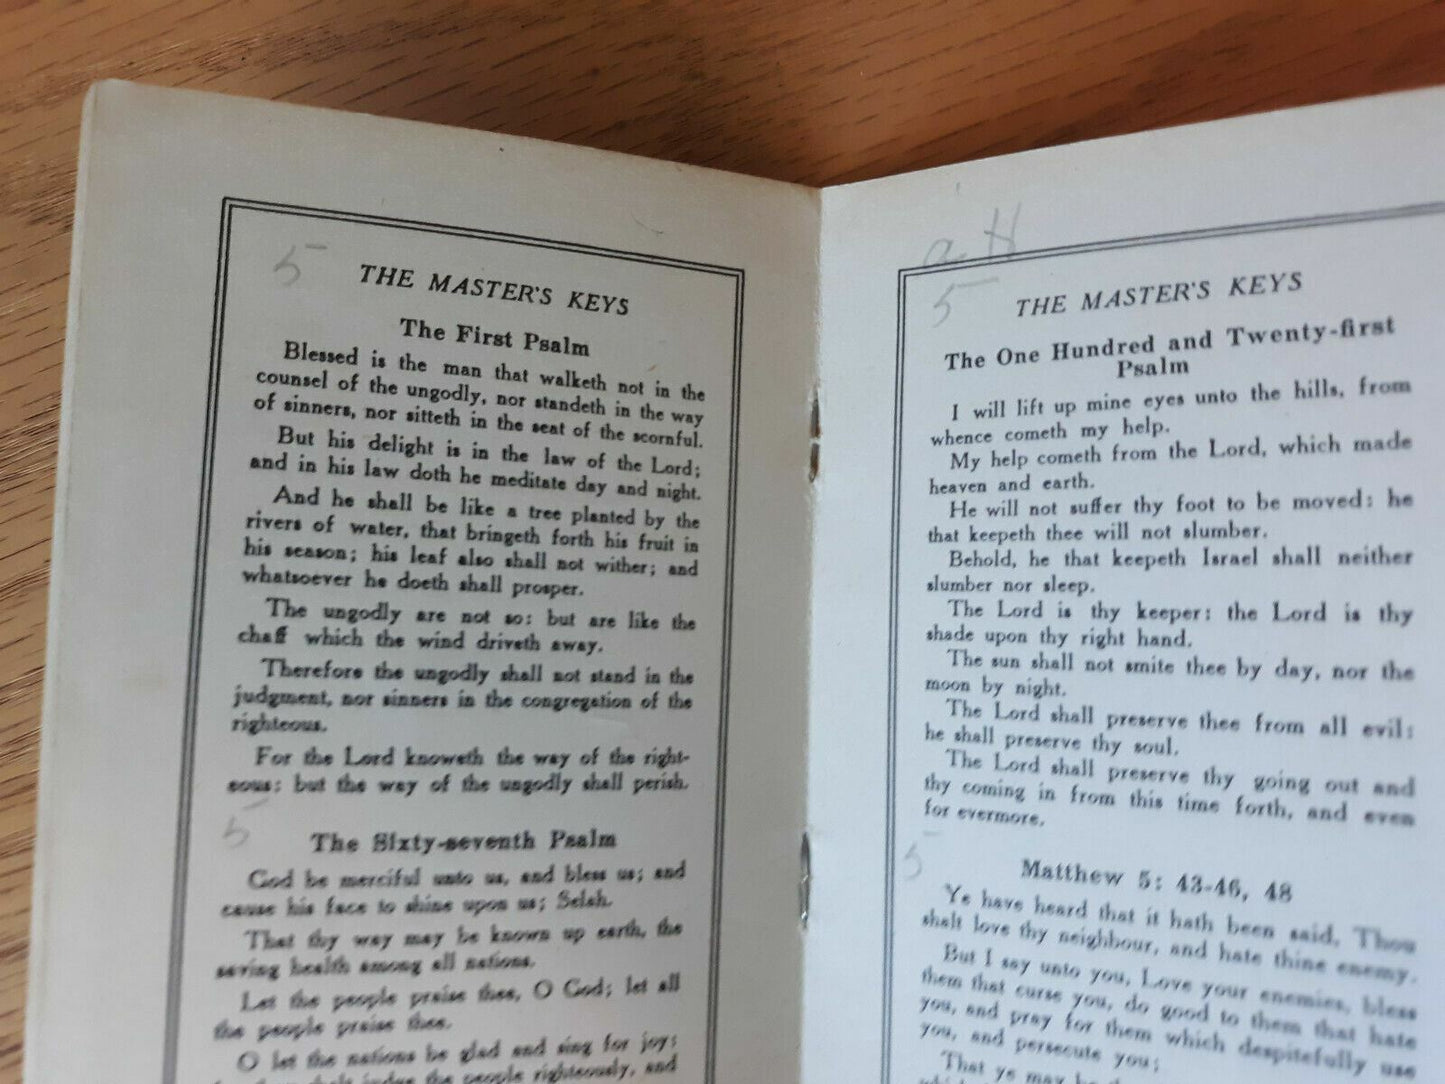 5
THE MASTER'S KEYS
The First Psalm
Blessed is the man that walketh not in the
counsel of the ungodly, nor standeth in the way
of sinners, nor sitteth in the seat of the scornful.
But his delight is in the law of the Lord;
and in his law doth he meditate day and night.
And he shall be like a tree planted by the
rivers of water, that bringeth forth his fruit in
his season; his leaf also shall not wither; and
whatsoever he doeth shall prosper.
The ungodly are not so: but are like the
chaff which the wind driveth away.
Therefore the ungodly shall not stand in the
judgment, nor sinners in the congregation of the
righteous.
For the Lord knoweth the way of the right-
eous: but the way of the ungodly shall perish.
5
The Sixty-seventh Psalm
God be merciful unto us, and bless us; and
cause his face to shine upon us; Selah.
That thy way may be known up earth, the
saving health among all nations.
Let the people praise thee, O God; let all
the people praise thee.
O let the nations be glad and sing for joy:
judge the people righteously, and
a H
5
THE MASTER'S KEYS
The One Hundred and Twenty-first
Psalm
I will lift up mine eyes unto the hills, from
whence cometh my help.
My help cometh from the Lord, which made
heaven and earth.
He will not suffer thy foot to be moved: he
that keepeth thee will not slumber.
Behold, he that keepeth Israel shall neither
slumber nor sleep.
The Lord is thy keeper: the Lord is thy
shade upon thy right hand.
The sun shall not smite thee by day, nor the
moon by night.
The Lord shall preserve thee from all evil:
he shall preserve thy soul.
The Lord shall preserve thy going out and
thy coming in from this time forth, and even
for evermore.
5
Matthew 5: 43-46, 48
Ye have heard that it hath been said, Thou
shalt love thy neighbour, and hate thine enemy.
But I say unto you, Love your enemies, bless
them that curse you, do good to them that hate
you, and pray for them which despitefully use
you, and persecute you;
That ye may be